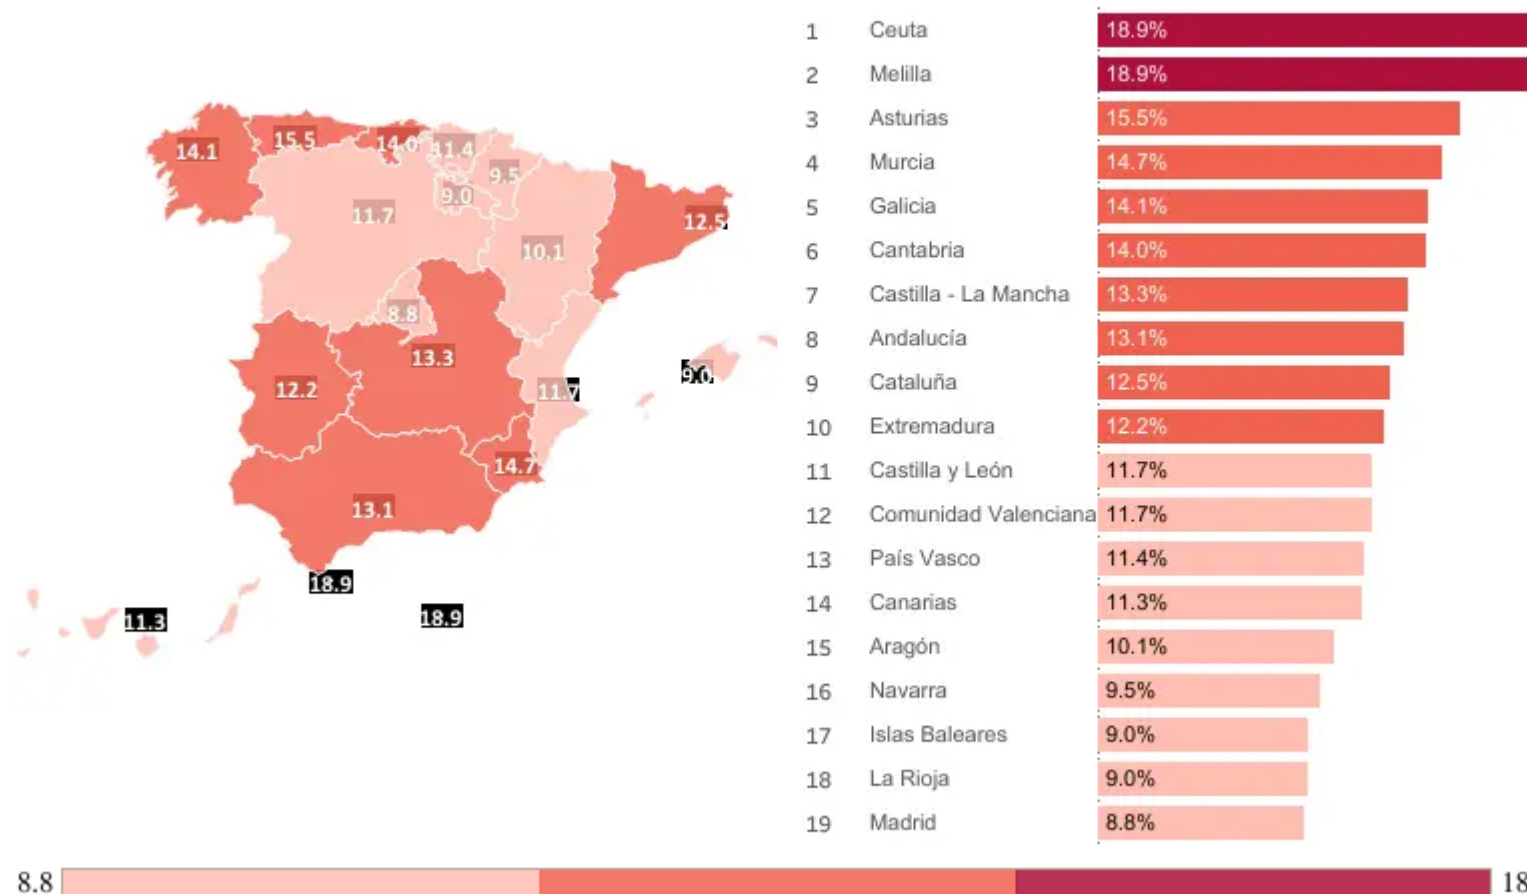 14.1
15.5
14.0
11.4
9.5
9.0
11.7
10.1
12.5
8.8
13.3
12.2
11.7
9.0
14.7
13.1
18.9
18.9
11.3
1 Ceuta 18.9%
2 Melilla 18.9%
3 Asturias 15.5%
4 Murcia 14.7%
5 Galicia 14.1%
6 Cantabria 14.0%
7 Castilla - La Mancha 13.3%
8 Andalucía 13.1%
9 Cataluña 12.5%
10 Extremadura 12.2%
11 Castilla y León 11.7%
12 Comunidad Valenciana 11.7%
13 País Vasco 11.4%
14 Canarias 11.3%
15 Aragón 10.1%
16 Navarra 9.5%
17 Islas Baleares 9.0%
18 La Rioja 9.0%
19 Madrid 8.8%
8.8 18